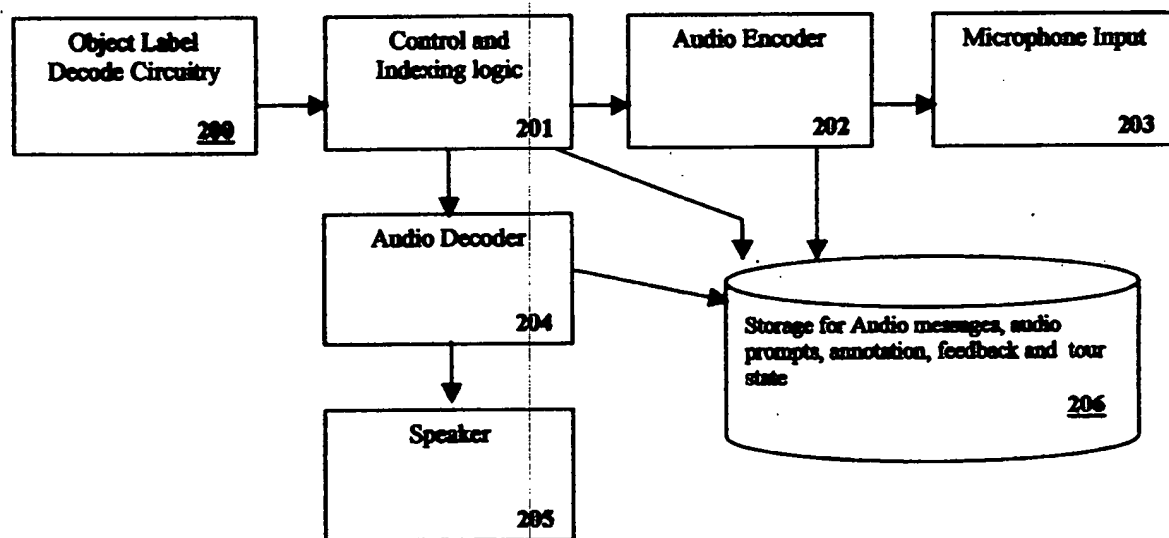 Object Label
Decode Circuitry
200
Control and
Indexing logic
201
Audio Encoder
202
Microphone Input
203
Audio Decoder
204
Speaker
205
Storage for Audio messages, audio
prompts, annotation, feedback and tour
state
206